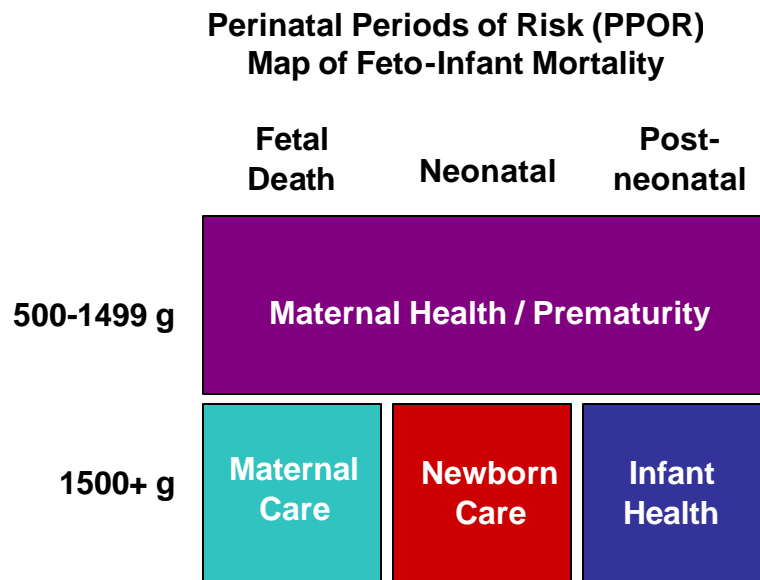 Perinatal Periods of Risk (PPOR)
Map of Feto-Infant Mortality
Fetal
Death
Neonatal
Post-
neonatal
500-1499 g
Maternal Health / Prematurity
1500+ g
Maternal
Care
Newborn
Care
Infant
Health